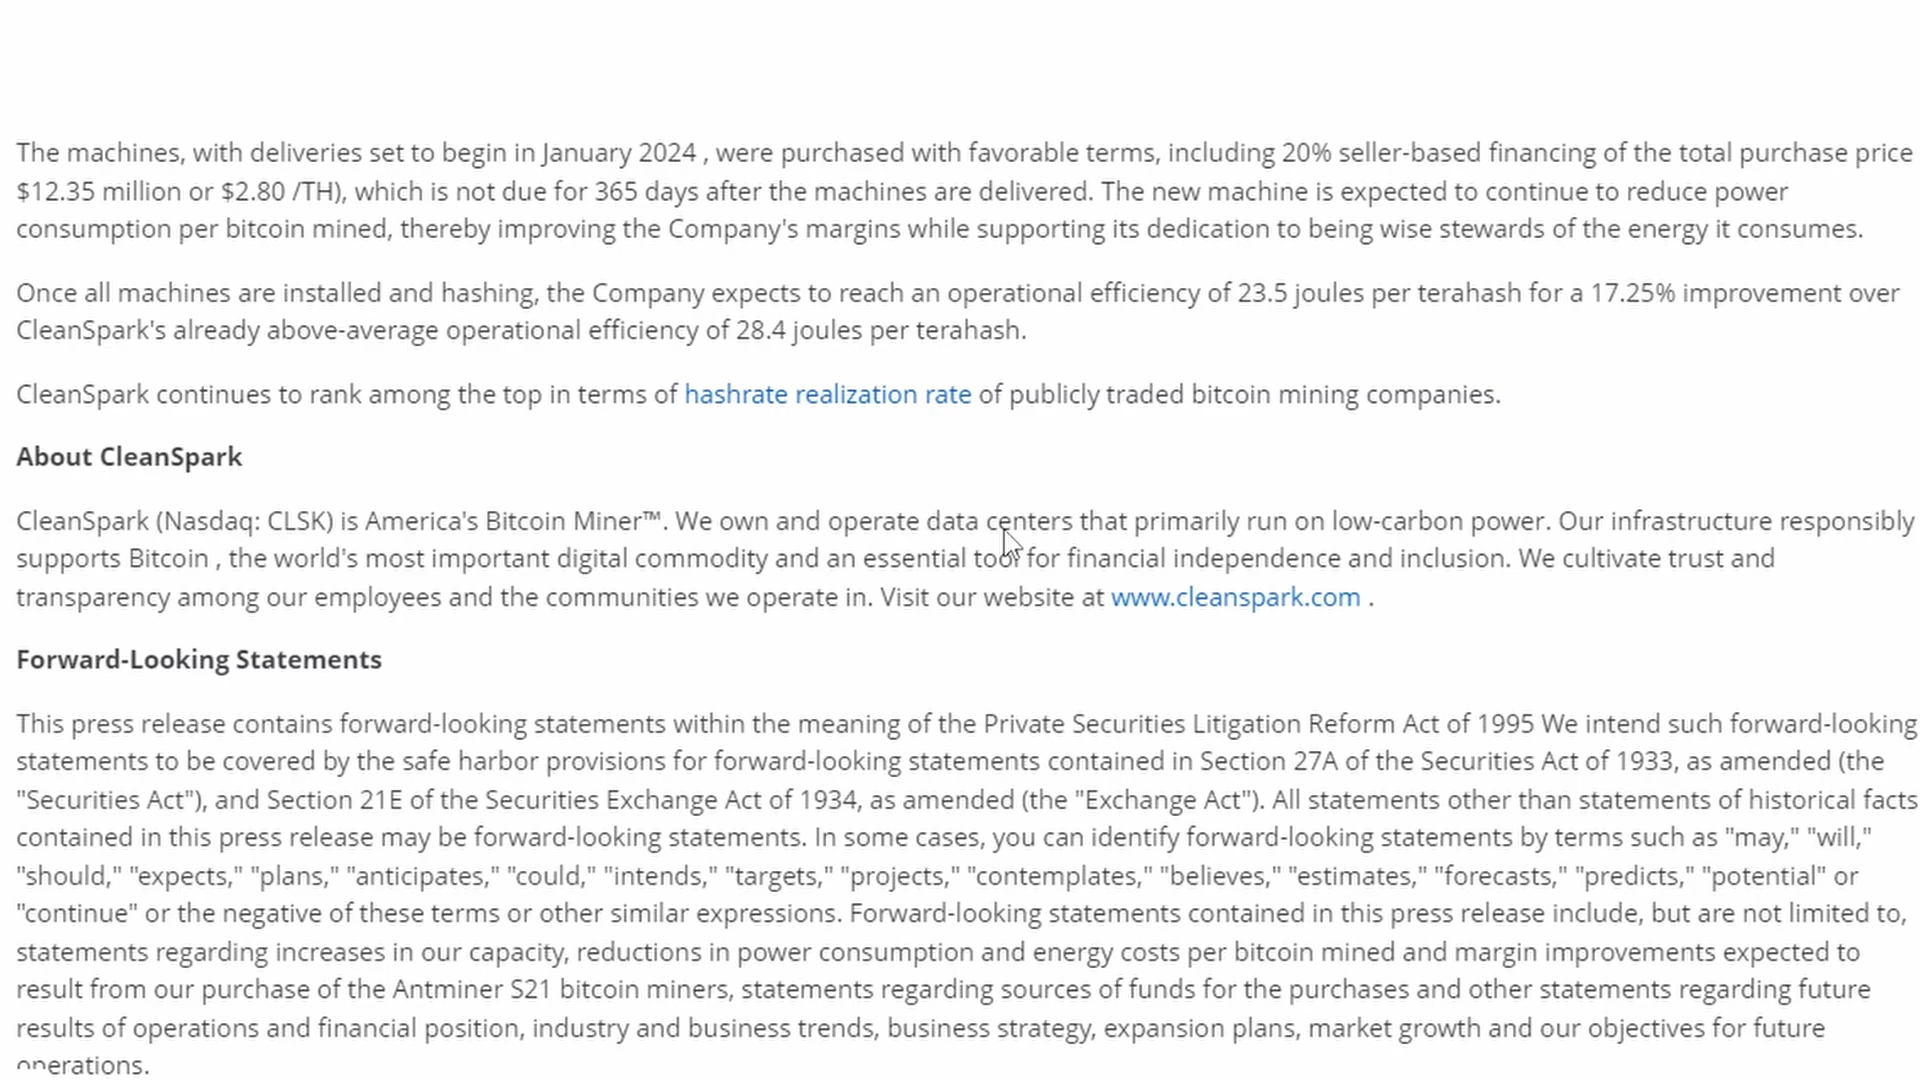 The machines, with deliveries set to begin in January 2024 , were purchased with favorable terms, including 20% seller-based financing of the total purchase price
$12.35 million or $2.80 /TH), which is not due for 365 days after the machines are delivered. The new machine is expected to continue to reduce power
consumption per bitcoin mined, thereby improving the Company's margins while supporting its dedication to being wise stewards of the energy it consumes.
Once all machines are installed and hashing, the Company expects to reach an operational efficiency of 23.5 joules per terahash for a 17.25% improvement over
CleanSpark's already above-average operational efficiency of 28.4 joules per terahash.
CleanSpark continues to rank among the top in terms of hashrate realization rate of publicly traded bitcoin mining companies.
About CleanSpark
CleanSpark (Nasdaq: CLSK) is America's Bitcoin Miner™. We own and operate data centers that primarily run on low-carbon power. Our infrastructure responsibly
supports Bitcoin , the world's most important digital commodity and an essential tool for financial independence and inclusion. We cultivate trust and
transparency among our employees and the communities we operate in. Visit our website at www.cleanspark.com .
Forward-Looking Statements
This press release contains forward-looking statements within the meaning of the Private Securities Litigation Reform Act of 1995 We intend such forward-looking
statements to be covered by the safe harbor provisions for forward-looking statements contained in Section 27A of the Securities Act of 1933, as amended (the
"Securities Act"), and Section 21E of the Securities Exchange Act of 1934, as amended (the "Exchange Act"). All statements other than statements of historical facts
contained in this press release may be forward-looking statements. In some cases, you can identify forward-looking statements by terms such as "may," "will,"
"should," "expects," "plans," "anticipates," "could," "intends," "targets," "projects," "contemplates," "believes," "estimates," "forecasts," "predicts," "potential" or
"continue" or the negative of these terms or other similar expressions. Forward-looking statements contained in this press release include, but are not limited to,
statements regarding increases in our capacity, reductions in power consumption and energy costs per bitcoin mined and margin improvements expected to
result from our purchase of the Antminer S21 bitcoin miners, statements regarding sources of funds for the purchases and other statements regarding future
results of operations and financial position, industry and business trends, business strategy, expansion plans, market growth and our objectives for future
operations.